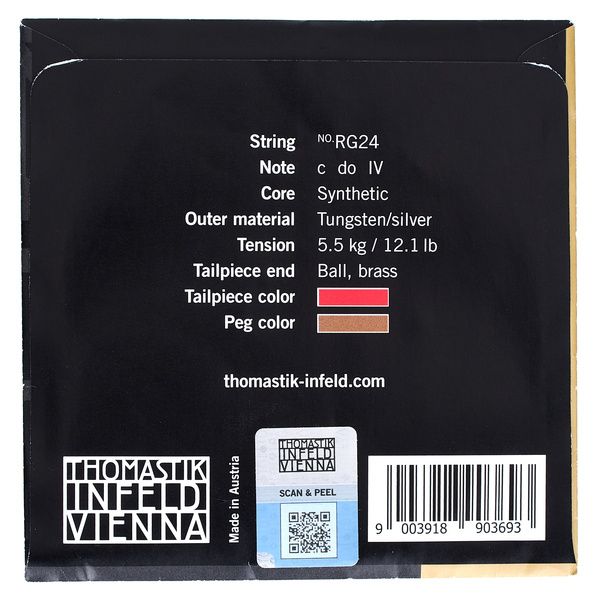 String NO.RG24
Note c do IV
Core Synthetic
Outer material Tungsten/silver
Tension 5.5 kg / 12.1 lb
Tailpiece end Ball, brass
Tailpiece color
Peg color
thomastik-infeld.com
THOMASTIK
INFELD
VIENNA
Made in Austria
THOMASTIK
INFELD
VIENNA
SCAN & PEEL
9 003918 903693